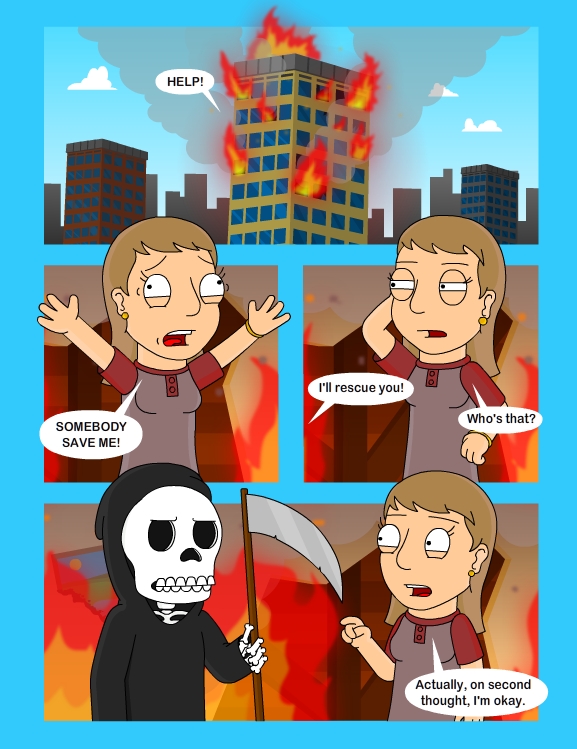 HELP!
SOMEBODY
SAVE ME!
I'll rescue you!
Who's that?
Actually, on second
thought, I'm okay.